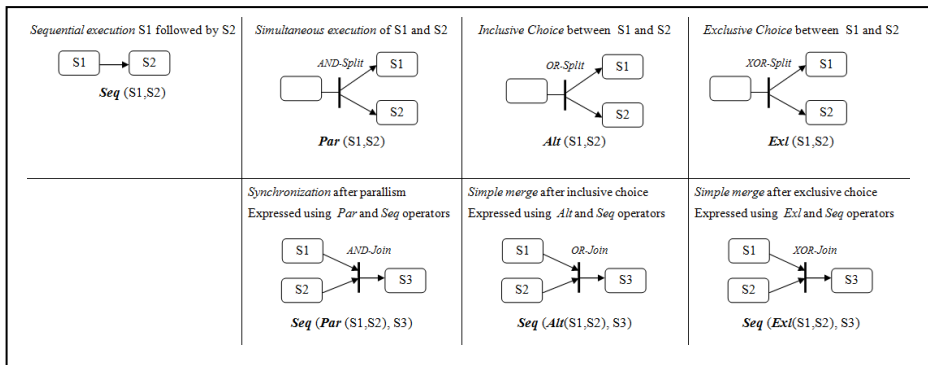 Sequential execution S1 followed by S2
S1
S2
Seq (S1,S2)
Simultaneous execution of S1 and S2
AND-Split
S1
S2
Par (S1,S2)
Inclusive Choice between S1 and S2
OR-Split
S1
S2
Alt (S1,S2)
Exclusive Choice between S1 and S2
XOR-Split
S1
S2
Exl (S1,S2)
Synchronization after parallism
Expressed using Par and Seq operators
S1
AND-Join
S2
S3
Seq (Par (S1,S2), S3)
Simple merge after inclusive choice
Expressed using Alt and Seq operators
S1
OR-Join
S2
S3
Seq (Alt(S1,S2), S3)
Simple merge after exclusive choice
Expressed using Exl and Seq operators
S1
XOR-Join
S2
S3
Seq (Exl(S1,S2), S3)